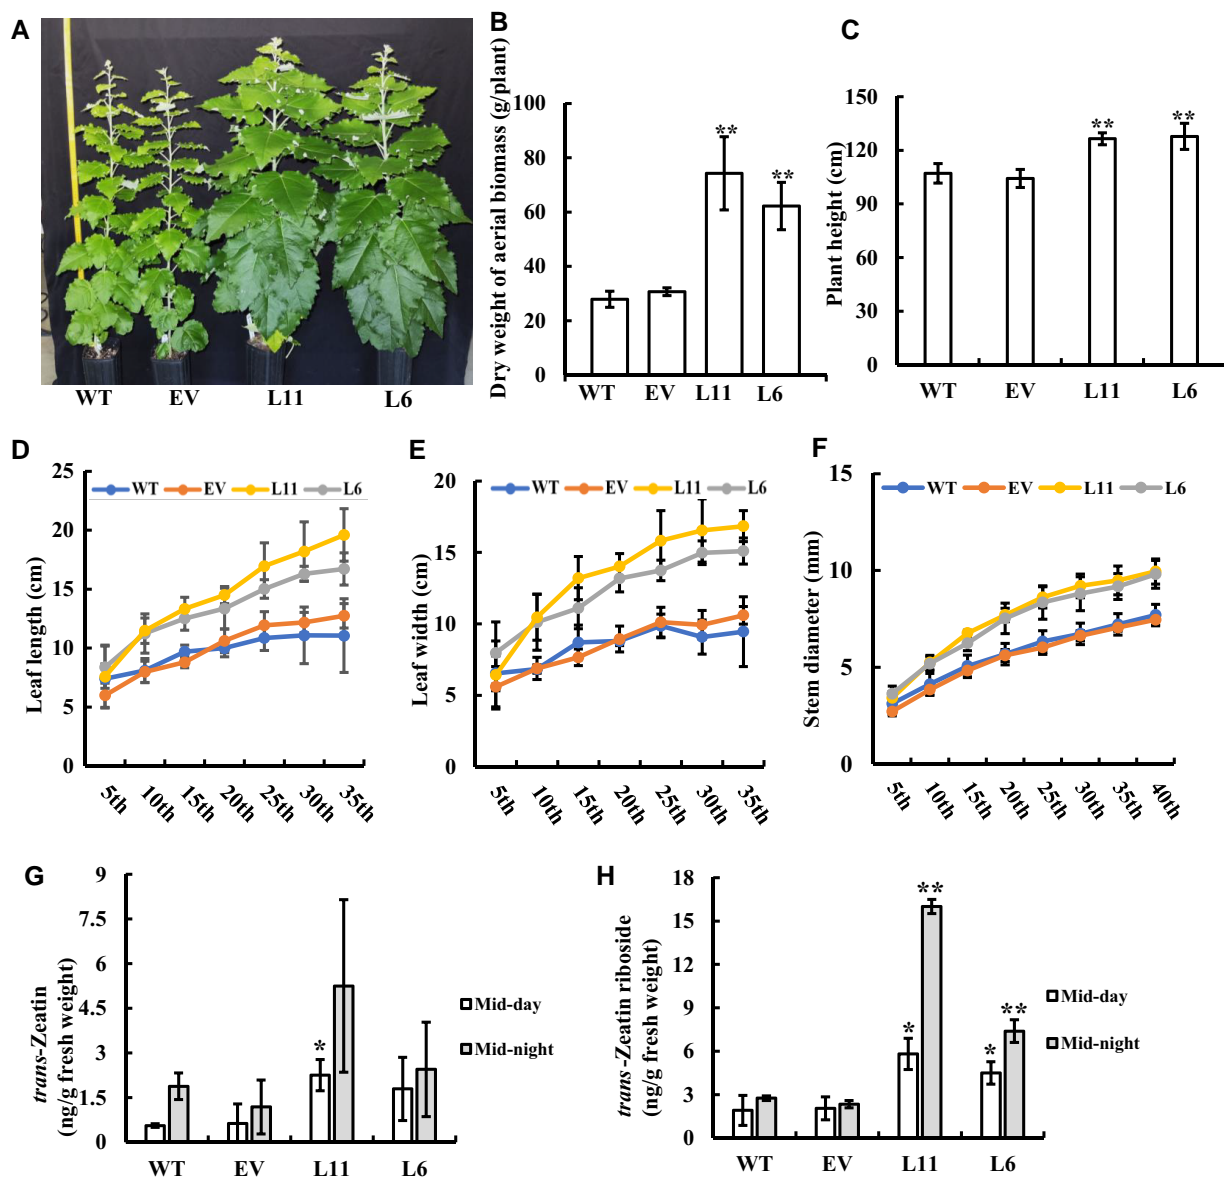 A
WT
EV
L11
L6
B
Dry weight of aerial biomass (g/plant)
100
80
60
40
20
0
**
**
WT
EV
L11
L6
C
Plant height (cm)
150
120
90
60
30
0
**
**
WT
EV
L11
L6
D
Leaf length (cm)
25
20
15
10
5
0
WT
EV
L11
L6
5th
10th
15th
20th
25th
30th
35th
E
Leaf width (cm)
20
15
10
5
0
WT
EV
L11
L6
5th
10th
15th
20th
25th
30th
35th
F
Stem diameter (mm)
15
10
5
0
WT
EV
L11
L6
5th
10th
15th
20th
25th
30th
35th
40th
G
trans-Zeatin
(ng/g fresh weight)
9
7.5
6
4.5
3
1.5
0
*
Mid-day
Mid-night
WT
EV
L11
L6
H
trans-Zeatin riboside
(ng/g fresh weight)
18
15
12
9
6
3
0
*
**
*
**
Mid-day
Mid-night
WT
EV
L11
L6